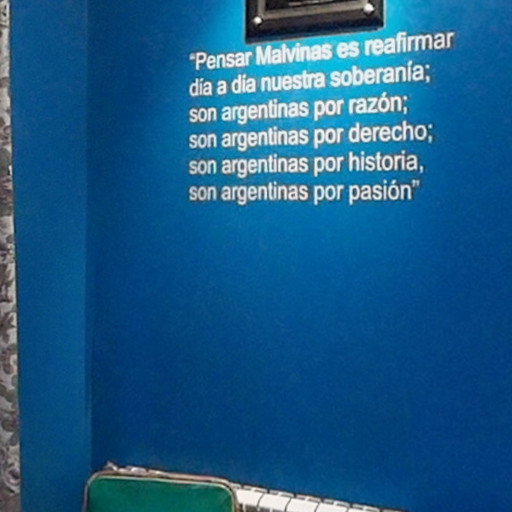 “Pensar Malvinas es reafirmar
día a día nuestra soberanía;
son argentinas por razón;
son argentinas por derecho;
són argentinas por historia,
son argentinas por pasión”